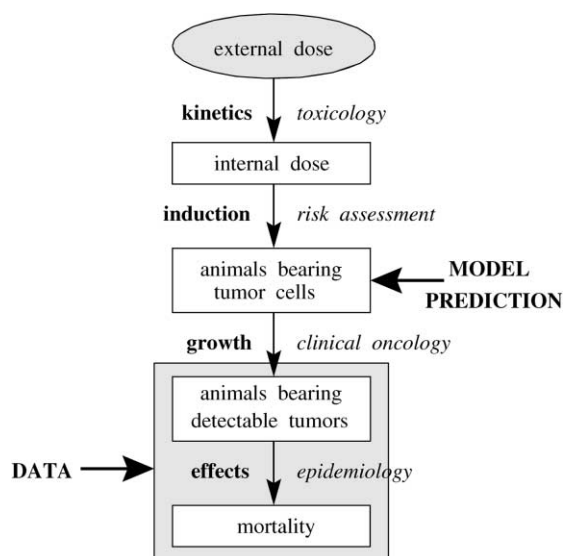 external dose
kinetics toxicology
internal dose
induction risk assessment
animals bearing
tumor cells
MODEL
PREDICTION
growth clinical oncology
animals bearing
detectable tumors
DATA
effects epidemiology
mortality